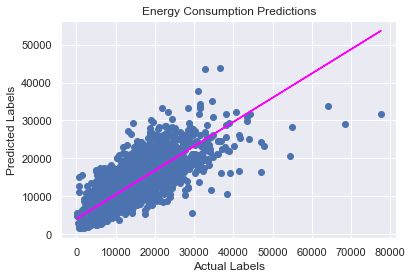 Energy Consumption Predictions
50000
40000
30000
20000
10000
0
Predicted Labels
0 10000 20000 30000 40000 50000 60000 70000 80000
Actual Labels